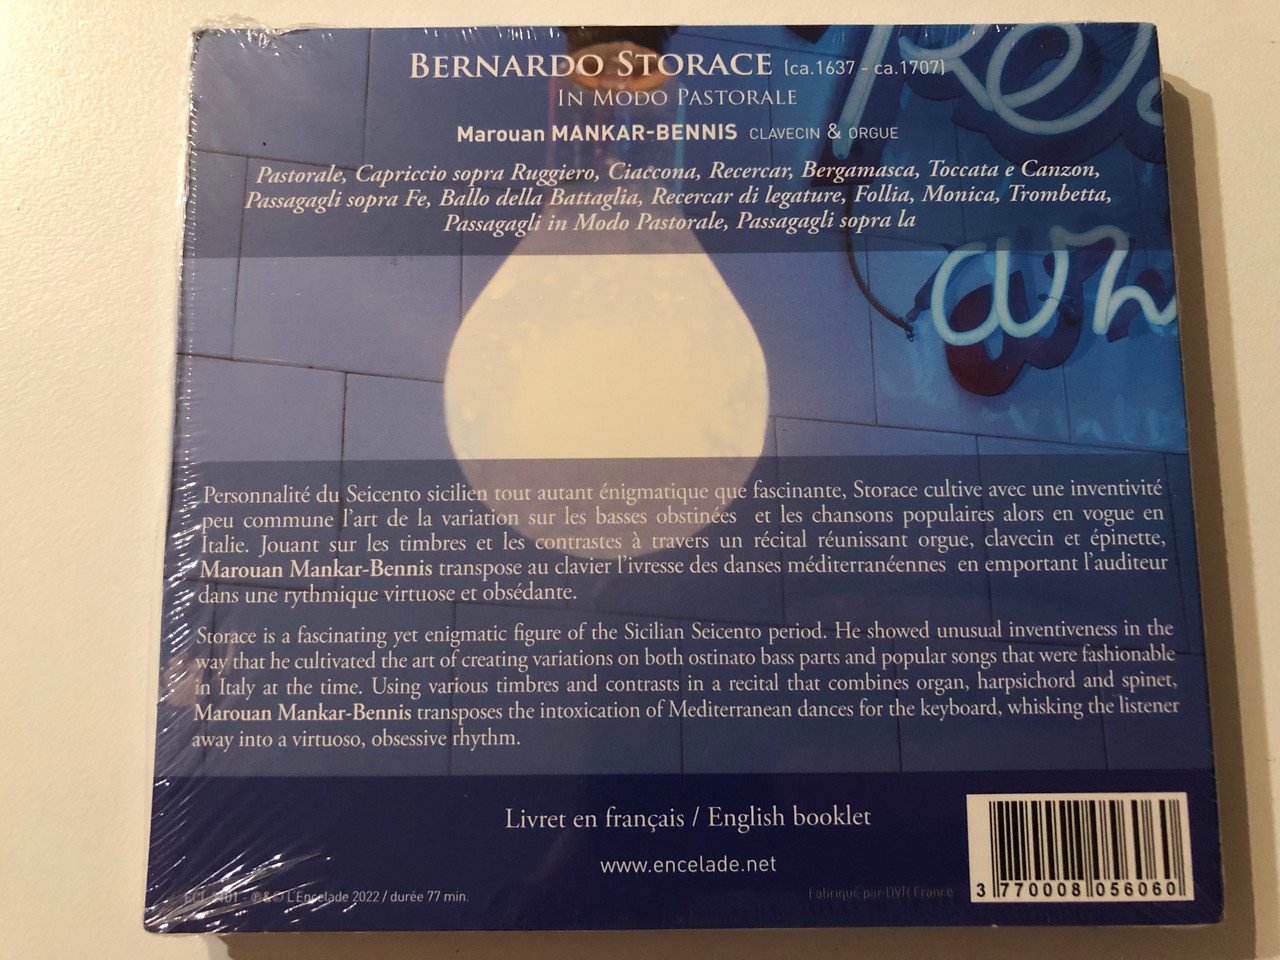 BERNARDO STORACE (ca.1637 - ca.1707)
IN MODO PASTORALE
Marouan MANKAR-BENNIS CLAVECIN & ORGUE
Pastorale, Capriccio sopra Ruggiero, Ciaccona, Recercar, Bergamasca, Toccata e Canzon,
Passagagli sopra Fe, Ballo della Battaglia, Recercar di legature, Follia, Monica, Trombetta,
Passagagli in Modo Pastorale, Passagagli sopra la
Personnalité du Seicento sicilien tout autant énigmatique que fascinante, Storace cultive avec une inventivité
peu commune l'art de la variation sur les basses obstinées et les chansons populaires alors en vogue en
Italie. Jouant sur les timbres et les contrastes à travers un récital réunissant orgue, clavecin et épinette,
Marouan Mankar-Bennis transpose au clavier l'ivresse des danses méditerranéennes en emportant l'auditeur
dans une rythmique virtuose et obsédante.
Storace is a fascinating yet enigmatic figure of the Sicilian Seicento period. He showed unusual inventiveness in the
way that he cultivated the art of creating variations on both ostinato bass parts and popular songs that were fashionable
in Italy at the time. Using various timbres and contrasts in a recital that combines organ, harpsichord and spinet,
Marouan Mankar-Bennis transposes the intoxication of Mediterranean dances for the keyboard, whisking the listener
away into a virtuoso, obsessive rhythm.
Livret en français / English booklet
www.encelade.net
ECL 2101 - ℗&© L'Encelade 2022 / durée 77 min.
Fabriqué par DVR France
3 770008 056060